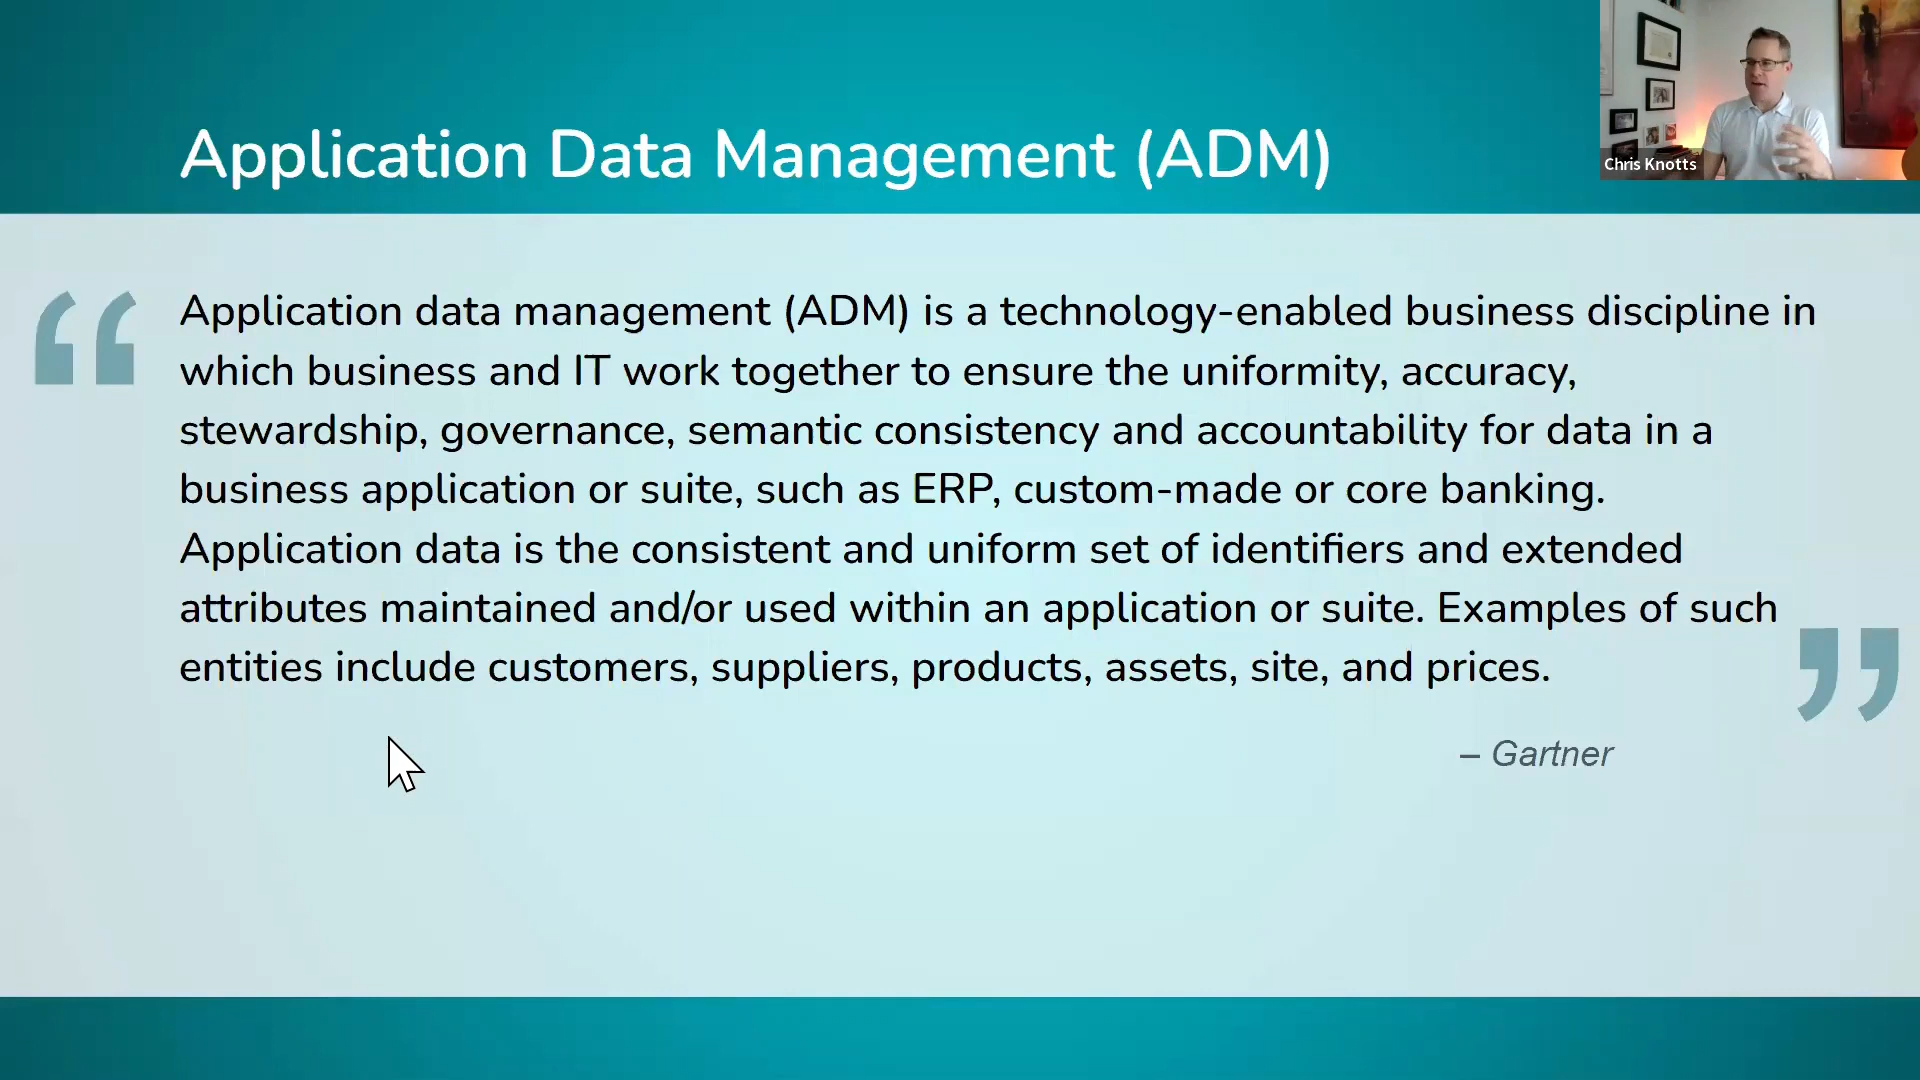 Application Data Management (ADM)
Chris Knotts
“
Application data management (ADM) is a technology-enabled business discipline in
which business and IT work together to ensure the uniformity, accuracy,
stewardship, governance, semantic consistency and accountability for data in a
business application or suite, such as ERP, custom-made or core banking.
Application data is the consistent and uniform set of identifiers and extended
attributes maintained and/or used within an application or suite. Examples of such
entities include customers, suppliers, products, assets, site, and prices.
”
– Gartner